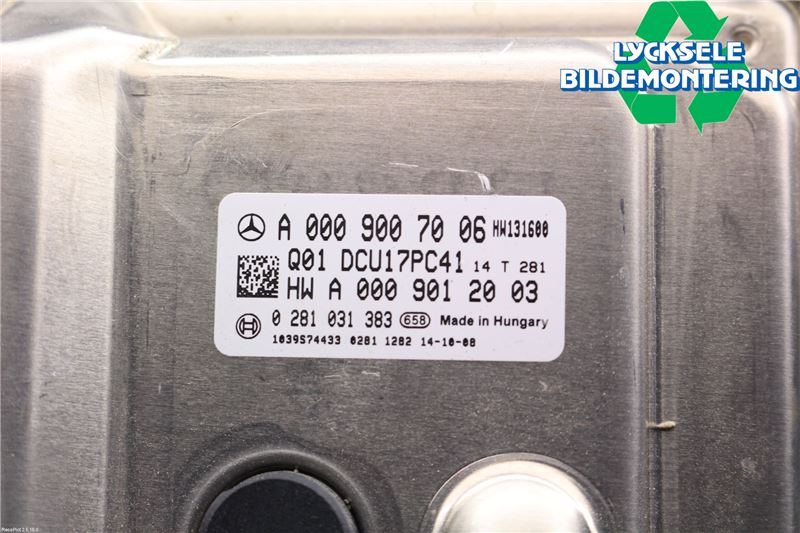 LYCKSELE
BILDEMONTERING
A 000 900 70 06 HW131600
Q01 DCU17PC41 14 T 281
HW A 000 901 20 03
0 281 031 383 658 Made in Hungary
1039S74433 0281 1282 14-10-08